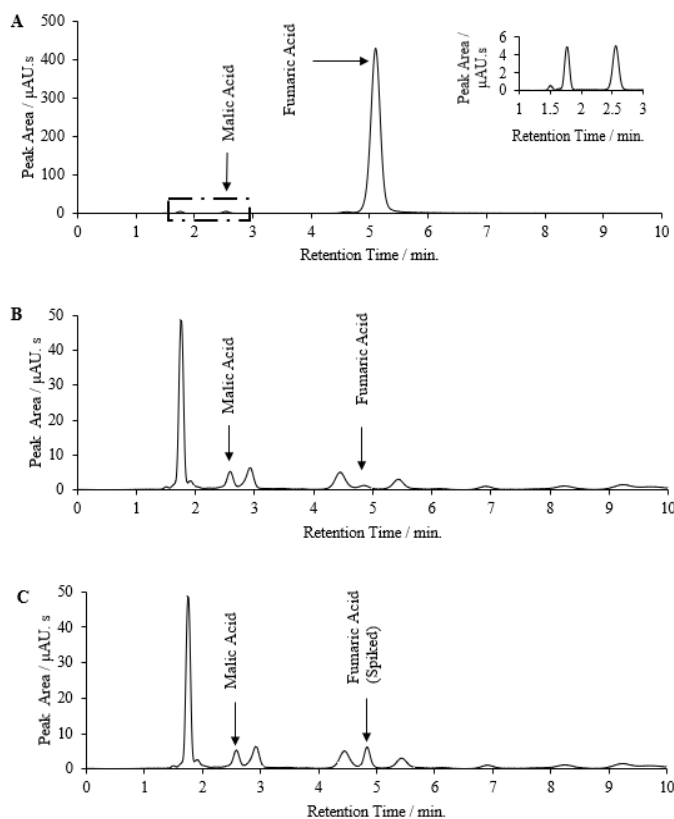 A
500
400
300
200
100
0
Peak Area / µAU.s
Malic Acid
Fumaric Acid
0 1 2 3 4 5 6 7 8 9 10
Retention Time / min.
6
4
2
0
Peak Area /
µAU.s
1 1.5 2 2.5 3
Retention Time / min.
B
50
40
30
20
10
0
Peak Area / µAU. s
Malic Acid
Fumaric Acid
0 1 2 3 4 5 6 7 8 9 10
Retention Time / min.
C
50
40
30
20
10
0
Peak Area / µAU. s
Malic Acid
Fumaric Acid
(Spiked)
0 1 2 3 4 5 6 7 8 9 10
Retention Time / min.